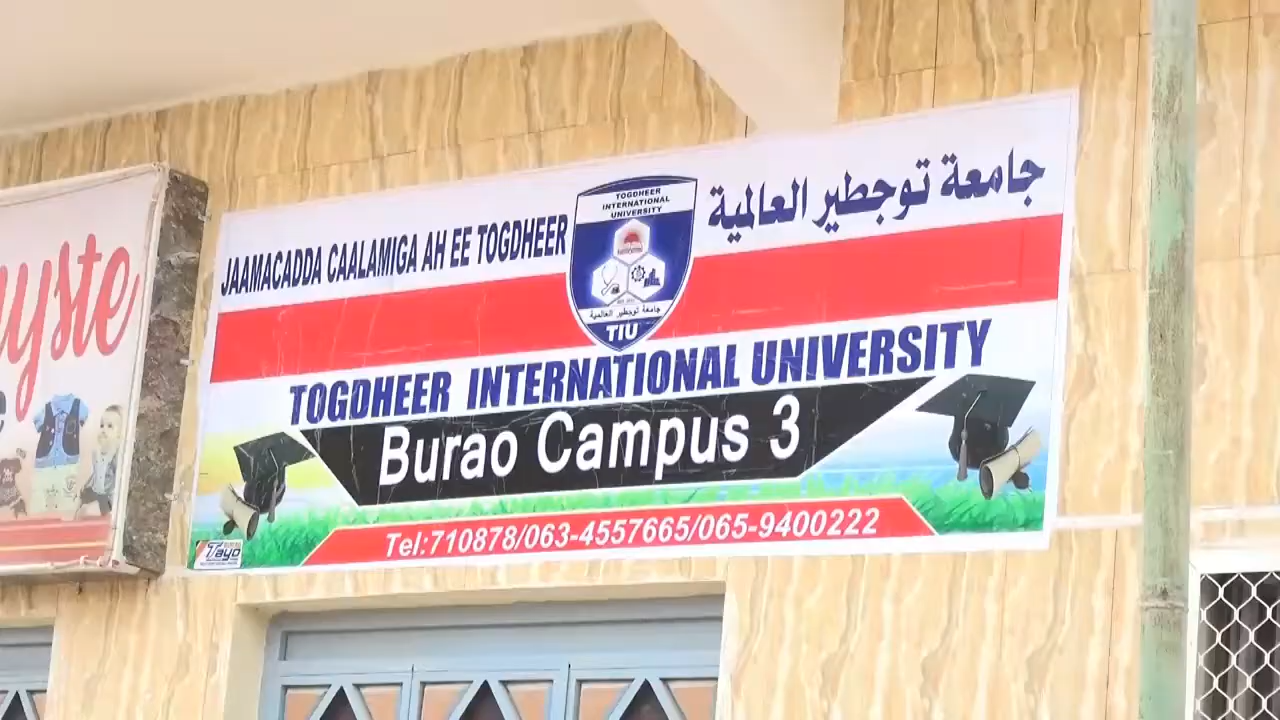 JAAMACADDA CAALAMIGA AH EE TOGDHEER
جامعة توجطير العالمية
TOGDHEER
INTERNATIONAL
UNIVERSITY
جامعة توجطير العالمية
TIU
TOGDHEER INTERNATIONAL UNIVERSITY
Burao Campus 3
Tel:710878/063-4557665/065-9400222
Tayo